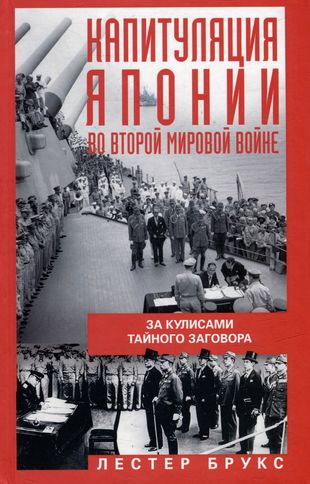 КАПИТУЛЯЦИЯ
ЯПОНИИ
ВО ВТОРОЙ МИРОВОЙ ВОЙНЕ
ЗА КУЛИСАМИ
ТАЙНОГО ЗАГОВОРА
ЛЕСТЕР БРУКС